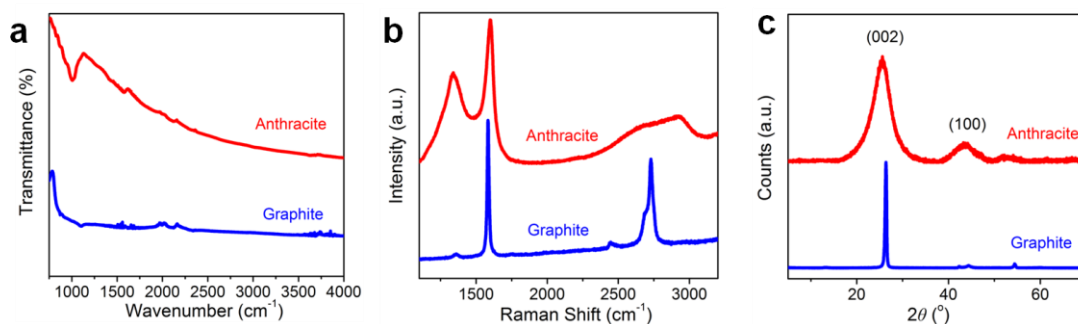 a
Transmittance (%)
Anthracite
Graphite
1000 1500 2000 2500 3000 3500 4000
Wavenumber (cm⁻¹)
b
Intensity (a.u.)
Anthracite
Graphite
1500 2000 2500 3000
Raman Shift (cm⁻¹)
c
Counts (a.u.)
(002)
(100)
Anthracite
Graphite
20 40 60
2θ (°)